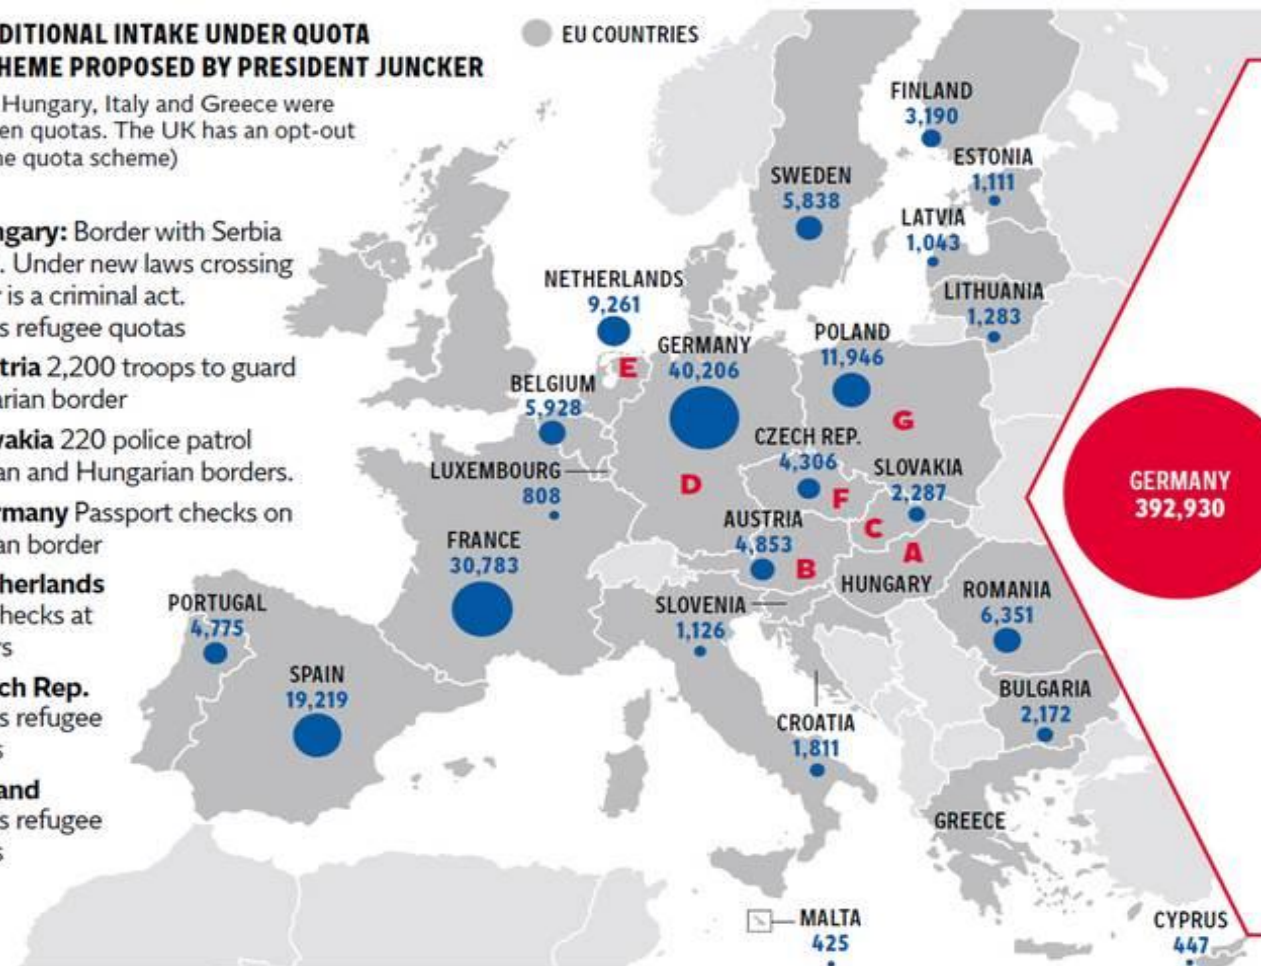 DITIONAL INTAKE UNDER QUOTA
HEME PROPOSED BY PRESIDENT JUNCKER
Hungary, Italy and Greece were
en quotas. The UK has an opt-out
ne quota scheme)
ngary: Border with Serbia
. Under new laws crossing
r is a criminal act.
s refugee quotas
tria 2,200 troops to guard
arian border
vakia 220 police patrol
an and Hungarian borders.
rmany Passport checks on
an border
therlands
hecks at
rs
ch Rep.
s refugee
s
and
s refugee
s
EU COUNTRIES
FINLAND
3,190
ESTONIA
1,111
SWEDEN
5,838
LATVIA
1,043
NETHERLANDS
9,261
LITHUANIA
1,283
GERMANY
40,206
POLAND
11,946
E
BELGIUM
5,928
G
CZECH REP.
4,306
LUXEMBOURG
808
SLOVAKIA
2,287
D
F
AUSTRIA
4,853
C
FRANCE
30,783
A
B
HUNGARY
GERMANY
392,930
PORTUGAL
4,775
SLOVENIA
1,126
ROMANIA
6,351
SPAIN
19,219
BULGARIA
2,172
CROATIA
1,811
GREECE
MALTA
425
CYPRUS
447